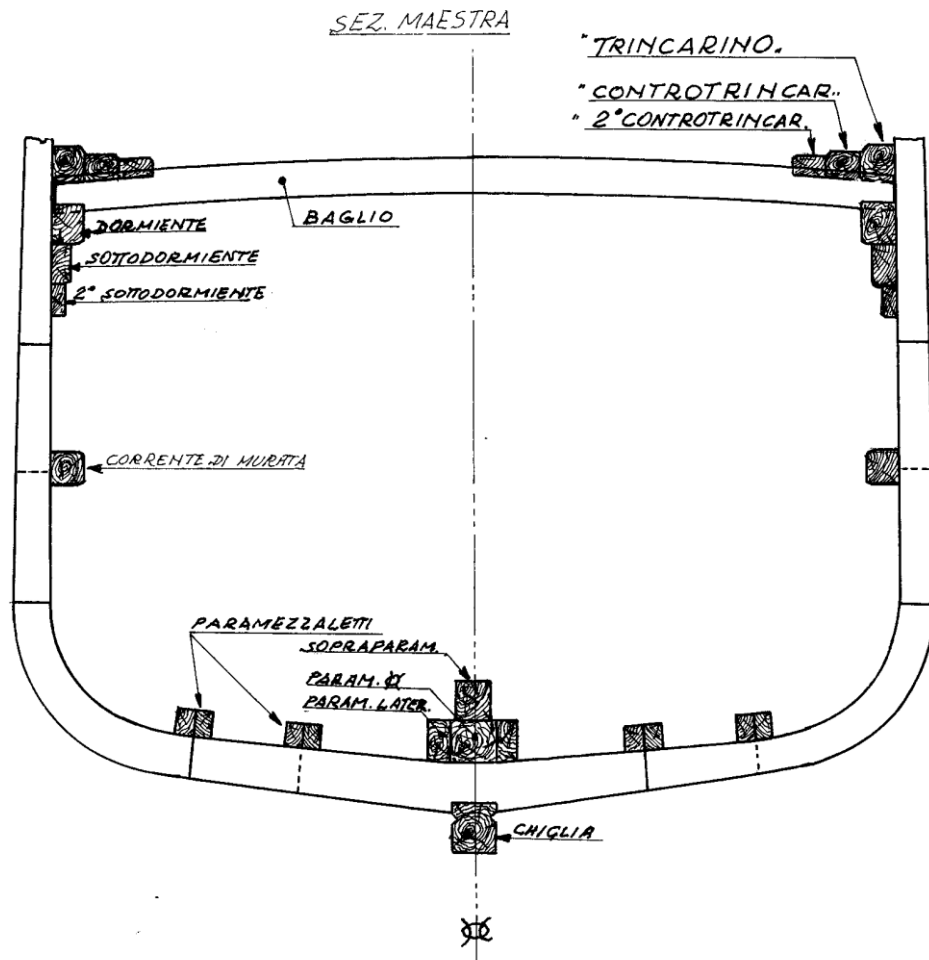 SEZ. MAESTRA
" TRINCARINO.
" CONTROTRINCAR..
" 2° CONTROTRINCAR.
BAGLIO
DORMIENTE
SOTTODORMIENTE
2° SOTTODORMIENTE
CORRENTE DI MURATA
PARAMEZZALETTI
SOPRAPARAM.
PARAM.
PARAM. LATER.
CHIGLIA